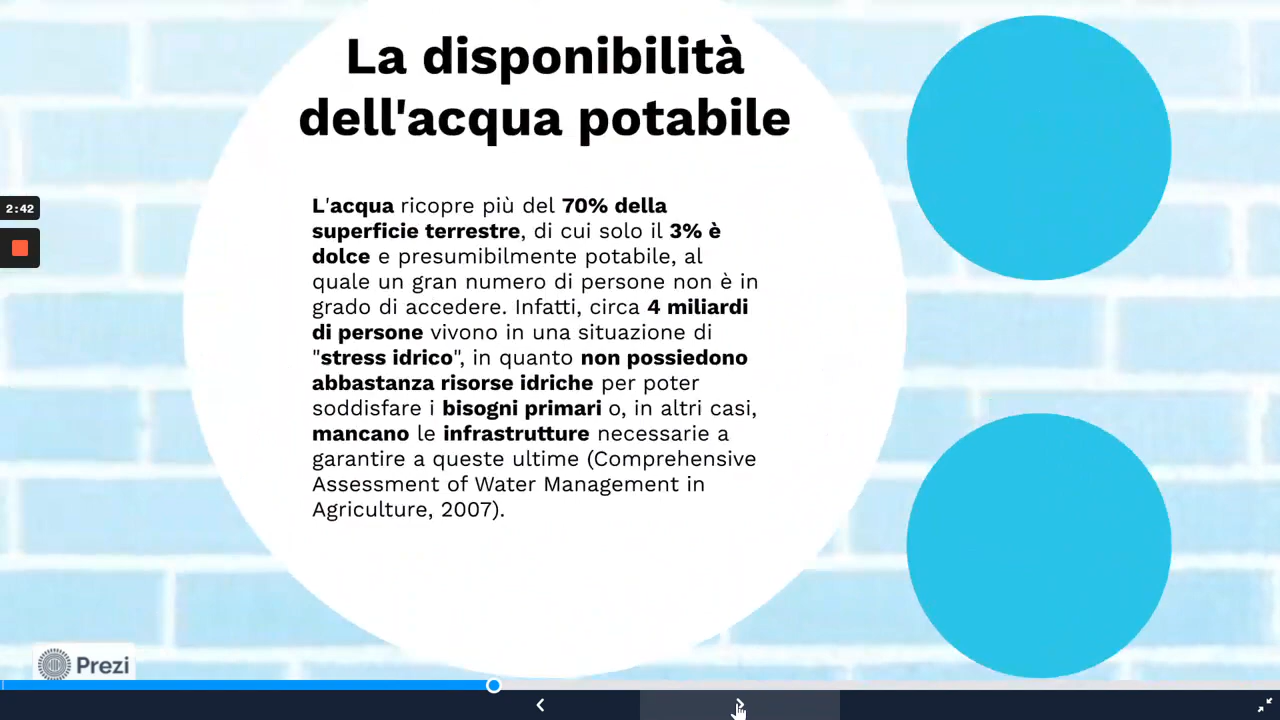 La disponibilità
dell'acqua potabile
L'acqua ricopre più del 70% della
superficie terrestre, di cui solo il 3% è
dolce e presumibilmente potabile, al
quale un gran numero di persone non è in
grado di accedere. Infatti, circa 4 miliardi
di persone vivono in una situazione di
"stress idrico", in quanto non possiedono
abbastanza risorse idriche per poter
soddisfare i bisogni primari o, in altri casi,
mancano le infrastrutture necessarie a
garantire a queste ultime (Comprehensive
Assessment of Water Management in
Agriculture, 2007).
2:42
Prezi